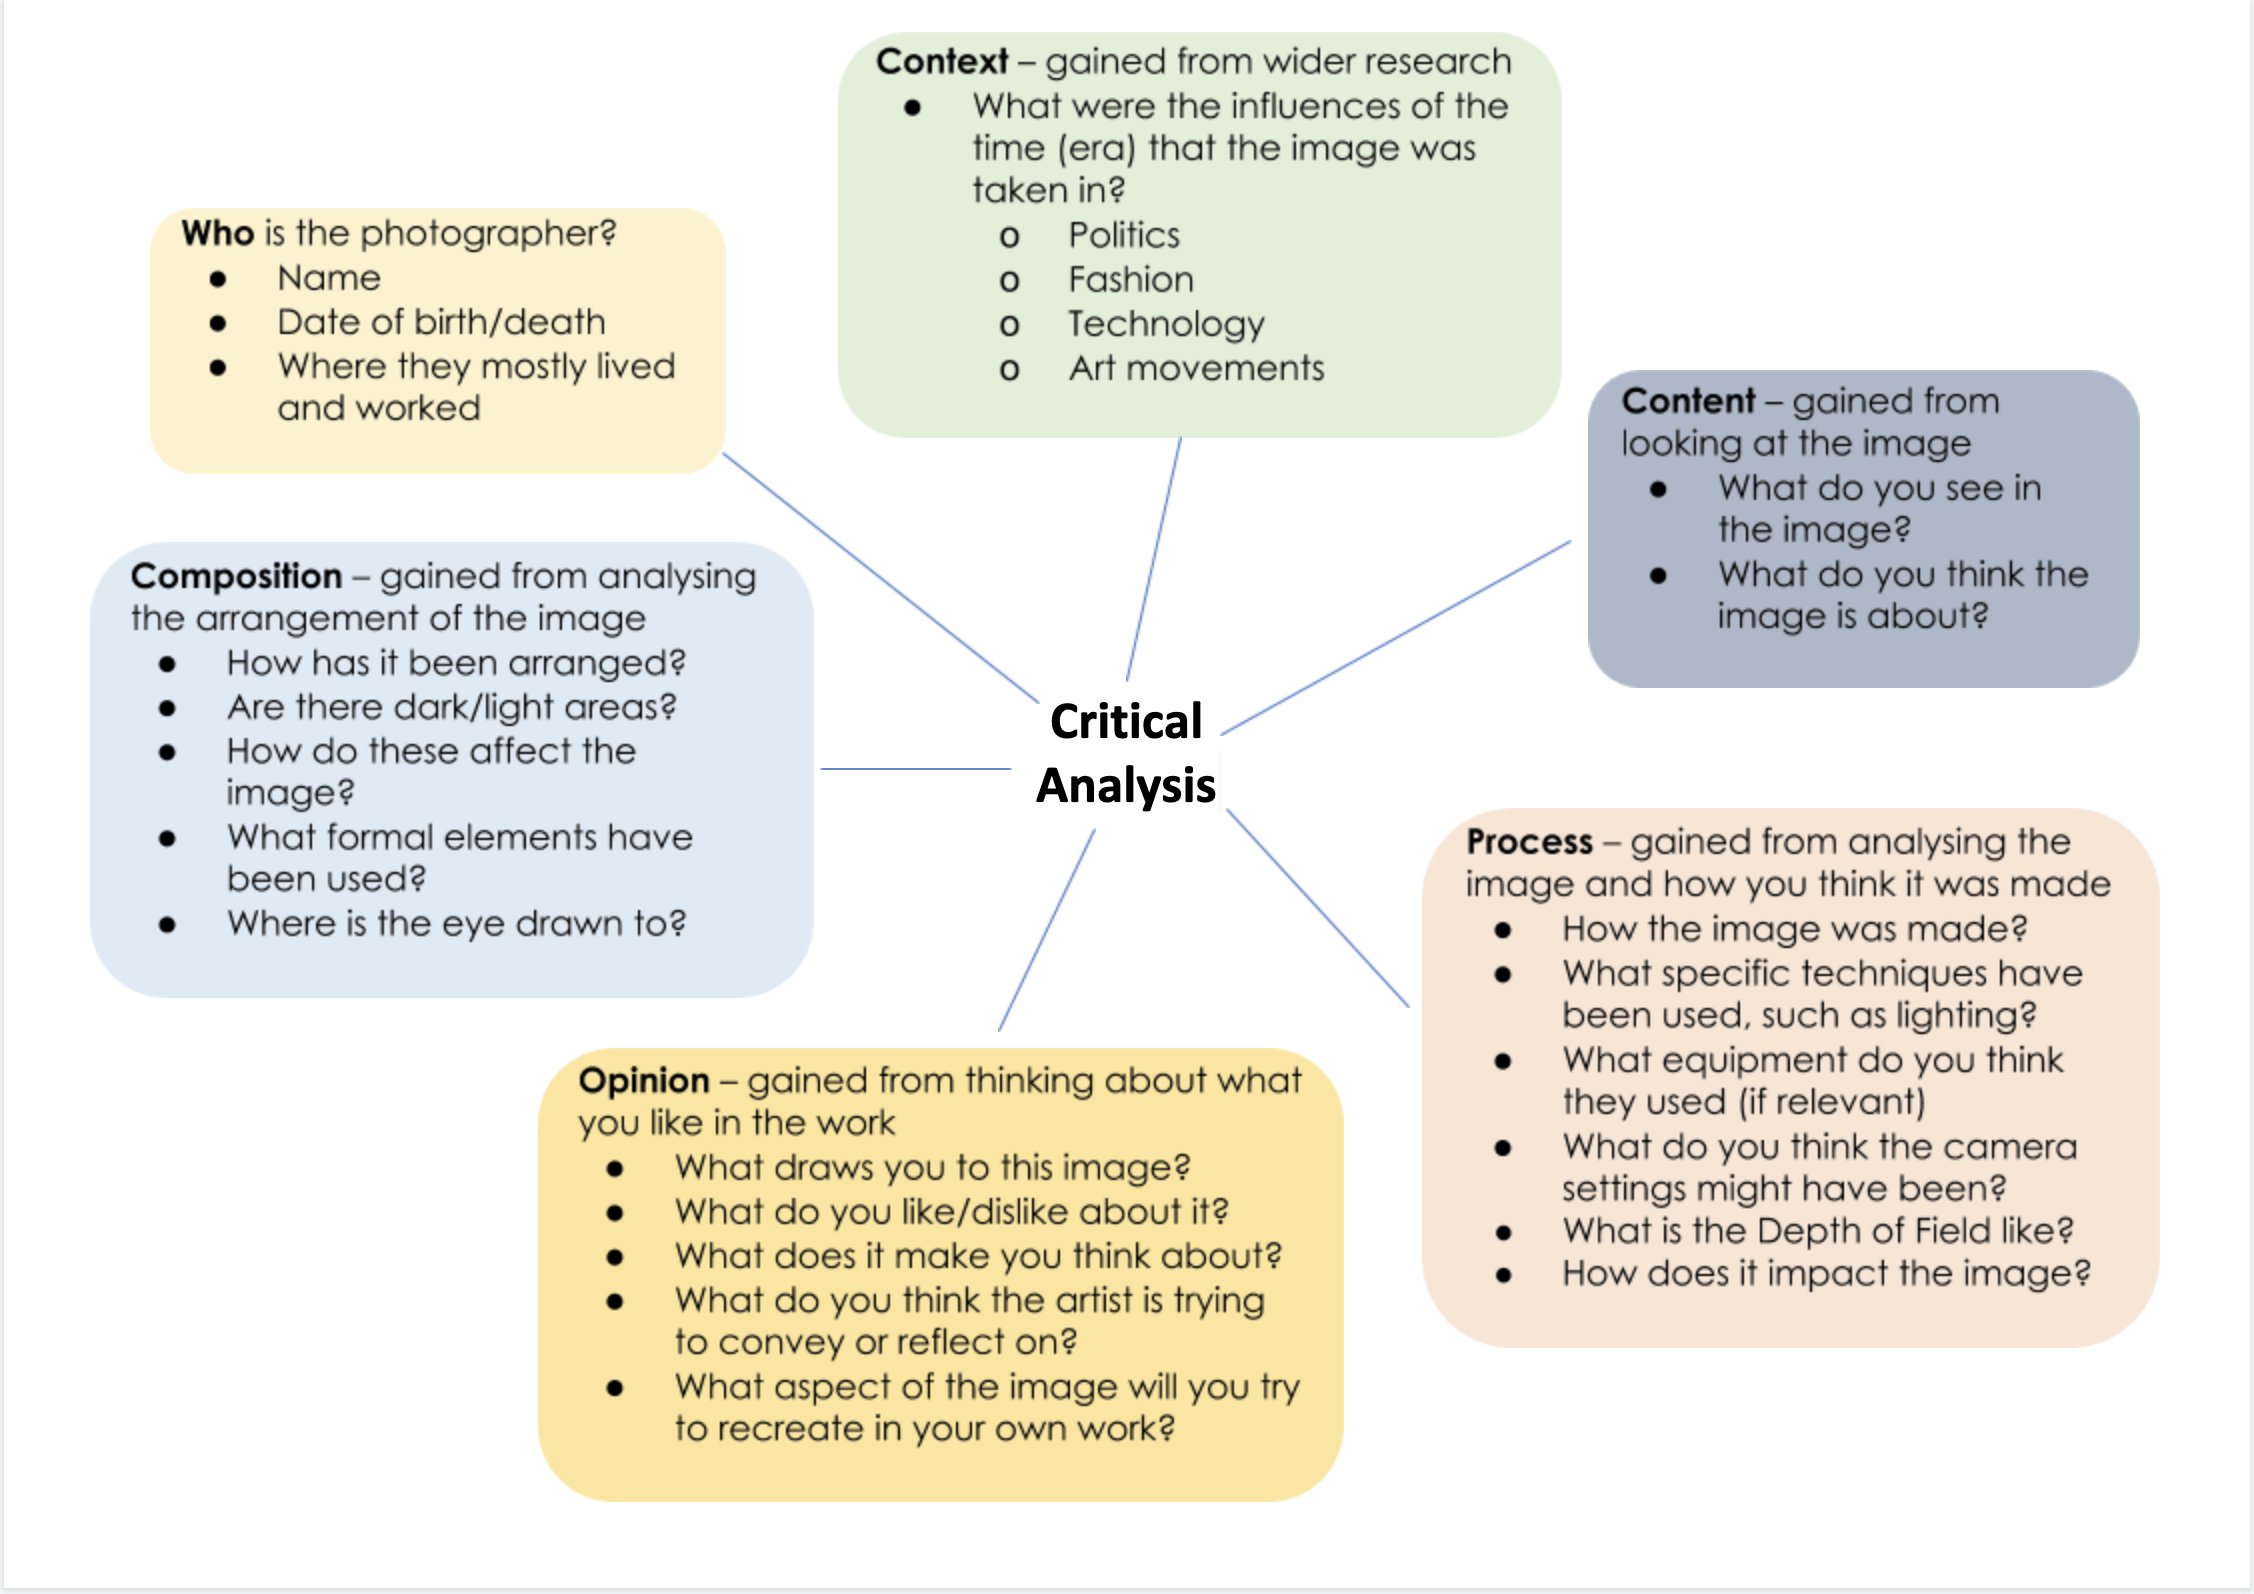 Context – gained from wider research
● What were the influences of the
time (era) that the image was
taken in?
o Politics
o Fashion
o Technology
o Art movements
Who is the photographer?
● Name
● Date of birth/death
● Where they mostly lived
and worked
Content – gained from
looking at the image
● What do you see in
the image?
● What do you think the
image is about?
Composition – gained from analysing
the arrangement of the image
● How has it been arranged?
● Are there dark/light areas?
● How do these affect the
image?
● What formal elements have
been used?
● Where is the eye drawn to?
Critical
Analysis
Process – gained from analysing the
image and how you think it was made
● How the image was made?
● What specific techniques have
been used, such as lighting?
● What equipment do you think
they used (if relevant)
● What do you think the camera
settings might have been?
● What is the Depth of Field like?
● How does it impact the image?
Opinion – gained from thinking about what
you like in the work
● What draws you to this image?
● What do you like/dislike about it?
● What does it make you think about?
● What do you think the artist is trying
to convey or reflect on?
● What aspect of the image will you try
to recreate in your own work?